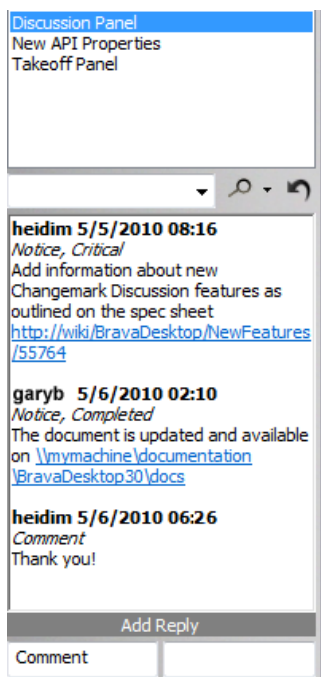 Discussion Panel
New API Properties
Takeoff Panel
heidim 5/5/2010 08:16
Notice, Critical
Add information about new
Changemark Discussion features as
outlined on the spec sheet
http://wiki/BravaDesktop/NewFeatures
/55764
garyb 5/6/2010 02:10
Notice, Completed
The document is updated and available
on \\mymachine\documentation
\BravaDesktop30\docs
heidim 5/6/2010 06:26
Comment
Thank you!
Add Reply
Comment